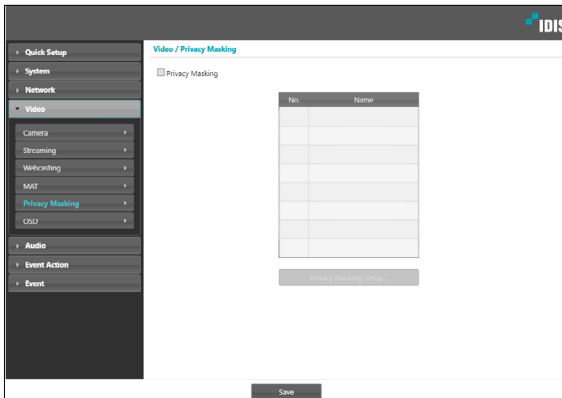 IDIS
Quick Setup
System
Network
Video
Camera
Streaming
Webcasting
MAT
Privacy Masking
OSD
Audio
Event Action
Event
Video / Privacy Masking
Privacy Masking
No. Name
Privacy Masking Setup...
Save